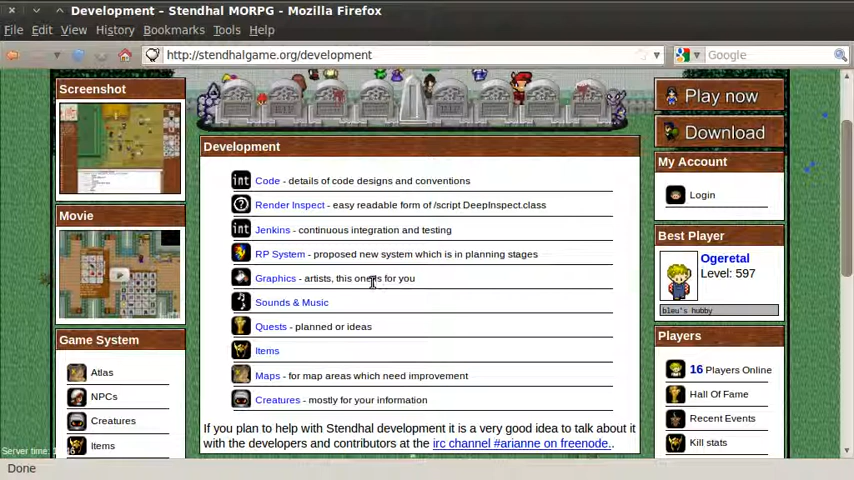 Development – Stendhal MORPG - Mozilla Firefox
File Edit View History Bookmarks Tools Help
http://stendhalgame.org/development
Google
Screenshot
Movie
Game System
Atlas
NPCs
Creatures
Items
Development
Code - details of code designs and conventions
Render Inspect - easy readable form of /script DeepInspect.class
Jenkins - continuous integration and testing
RP System - proposed new system which is in planning stages
Graphics - artists, this one is for you
Sounds & Music
Quests - planned or ideas
Items
Maps - for map areas which need improvement
Creatures - mostly for your information
If you plan to help with Stendhal development it is a very good idea to talk about it
with the developers and contributors at the irc channel #arianne on freenode..
Play now
Download
My Account
Login
Best Player
Ogeretal
Level: 597
bleu's hubby
Players
16 Players Online
Hall Of Fame
Recent Events
Kill stats
Server time:
Done